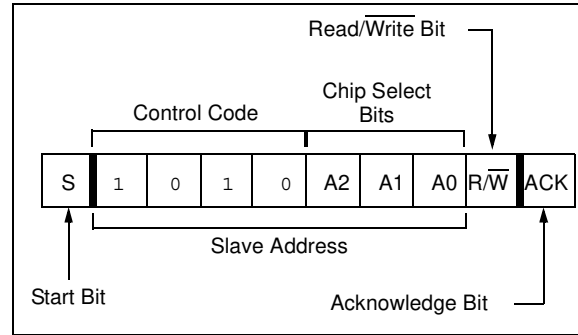 Read/Write Bit
Chip Select
Bits
Control Code
S 1 0 1 0 A2 A1 A0 R/W ACK
Slave Address
Start Bit
Acknowledge Bit